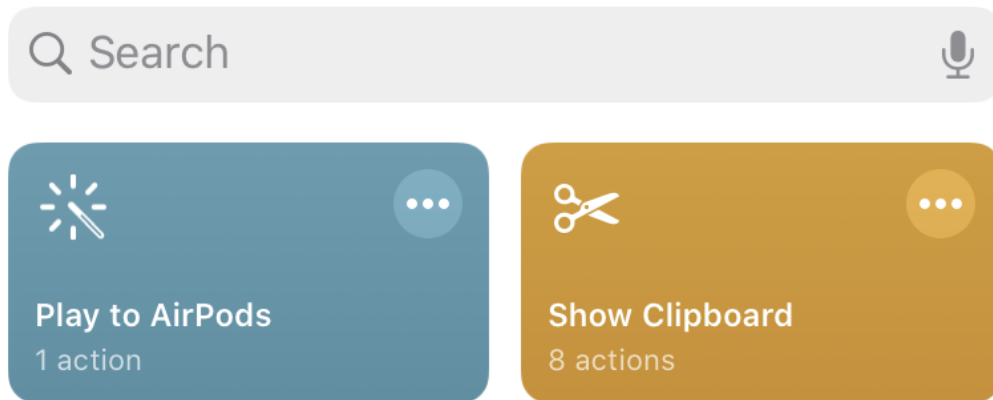 Search
Play to AirPods
1 action
Show Clipboard
8 actions